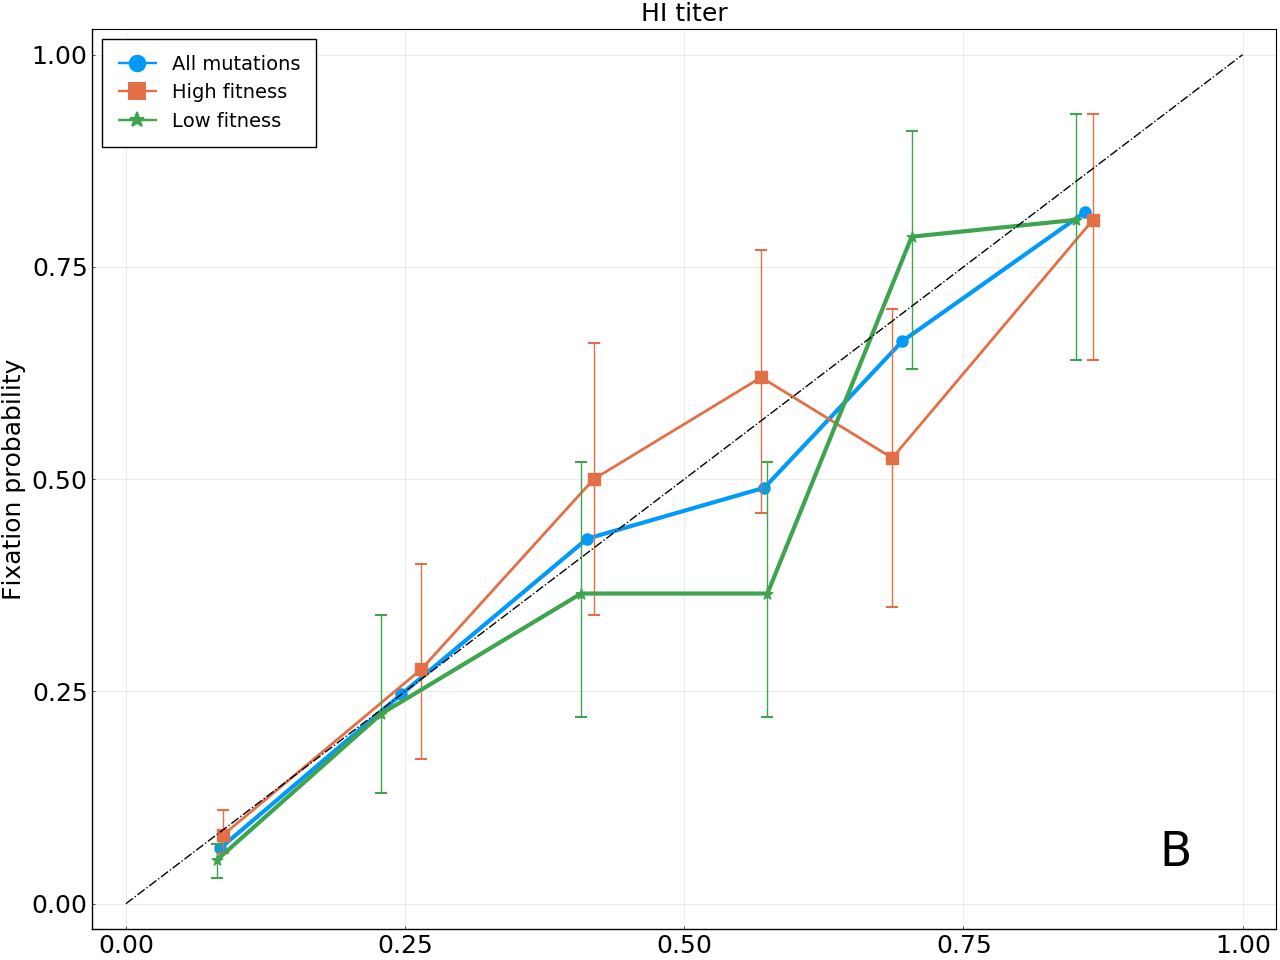 HI titer
1.00
0.75
0.50
0.25
0.00
Fixation probability
All mutations
High fitness
Low fitness
B
0.00 0.25 0.50 0.75 1.00